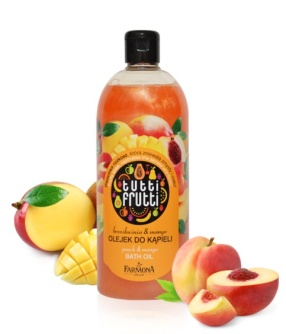 tutti
frutti
brzoskwinia & mango
OLEJEK DO KĄPIELI
peach & mango
BATH OIL
FARMONA